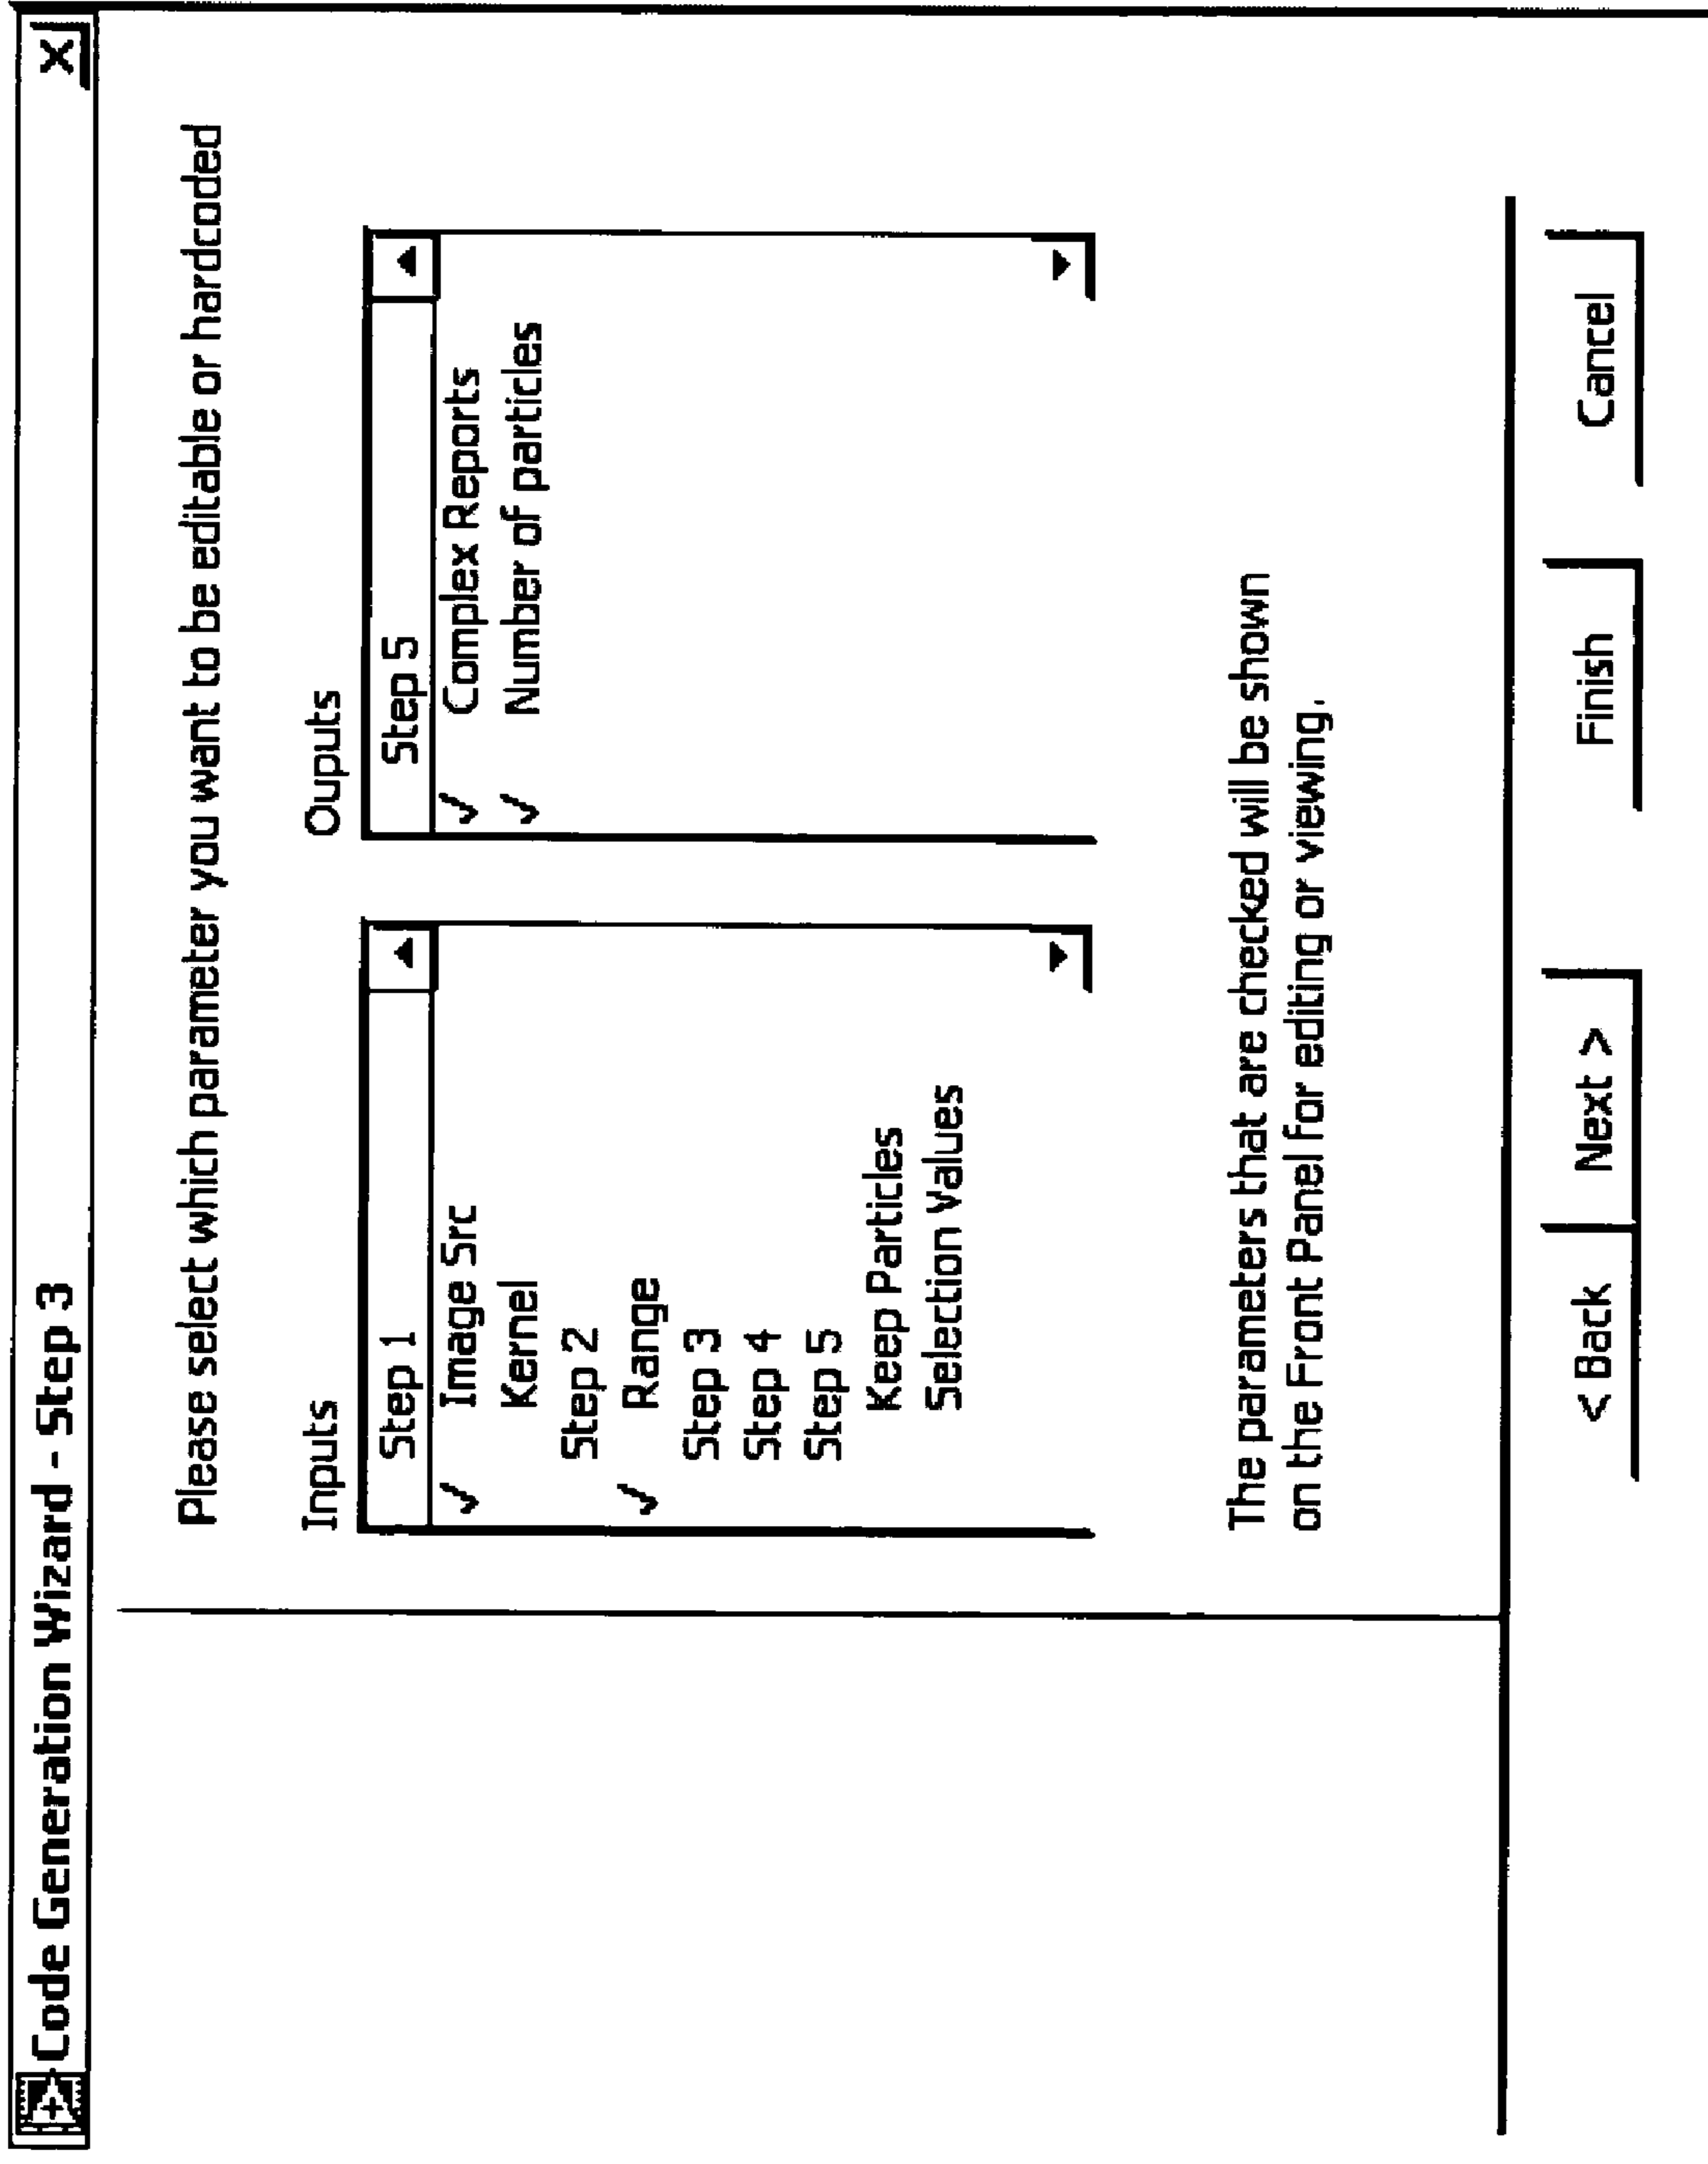 Code Generation Wizard - Step 3
X
Please select which parameter you want to be editable or hardcoded
Inputs
Step 1
✓ Image Src
Kernel
Step 2
✓ Range
Step 3
Step 4
Step 5
Keep Particles
Selection Values
Ouputs
Step 5
✓ Complex Reports
✓ Number of particles
The parameters that are checked will be shown
on the Front Panel for editing or viewing.
< Back
Next >
Finish
Cancel